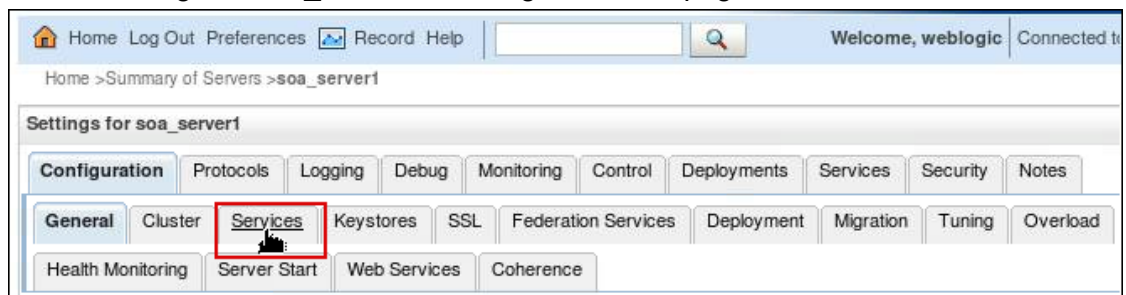 Home Log Out Preferences Record Help Welcome, weblogic Connected t
Home >Summary of Servers >soa_server1
Settings for soa_server1
Configuration Protocols Logging Debug Monitoring Control Deployments Services Security Notes
General Cluster Services Keystores SSL Federation Services Deployment Migration Tuning Overload
Health Monitoring Server Start Web Services Coherence